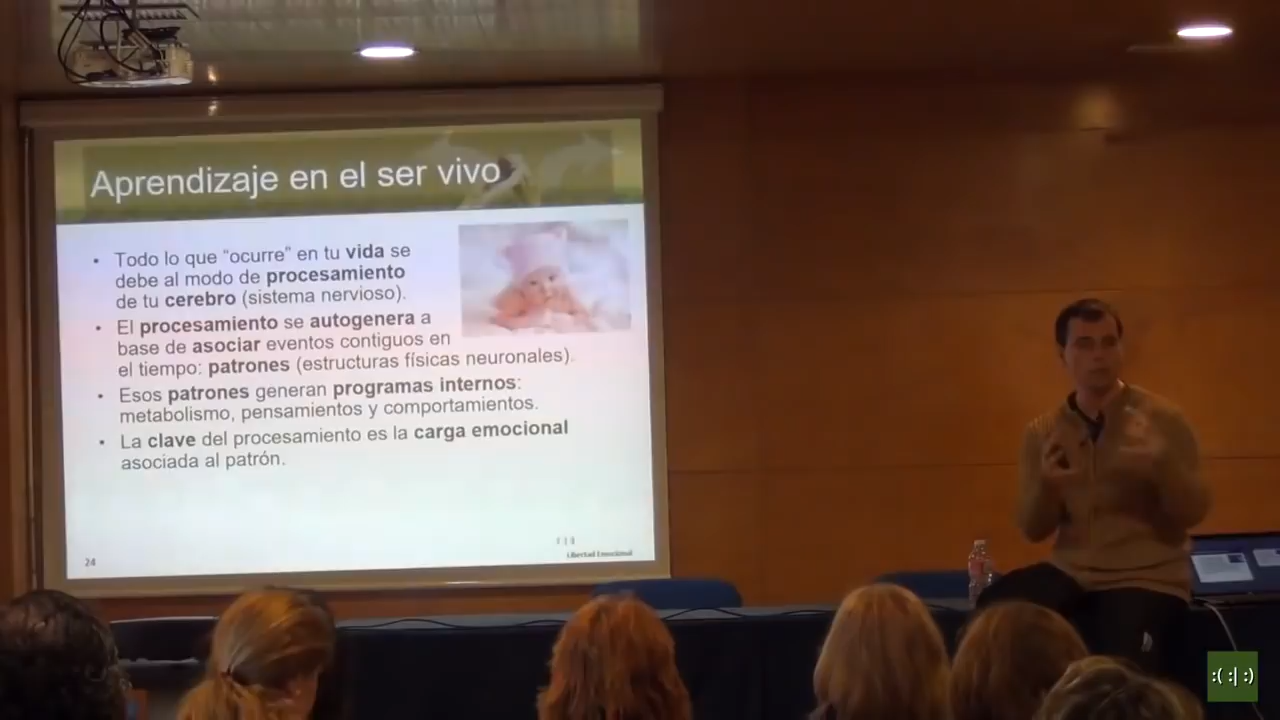 Aprendizaje en el ser vivo
• Todo lo que "ocurre" en tu vida se
debe al modo de procesamiento
de tu cerebro (sistema nervioso).
• El procesamiento se autogenera a
base de asociar eventos contiguos en
el tiempo: patrones (estructuras físicas neuronales).
• Esos patrones generan programas internos:
metabolismo, pensamientos y comportamientos.
• La clave del procesamiento es la carga emocional
asociada al patrón.
24
Libertad Emocional
:( :| :)